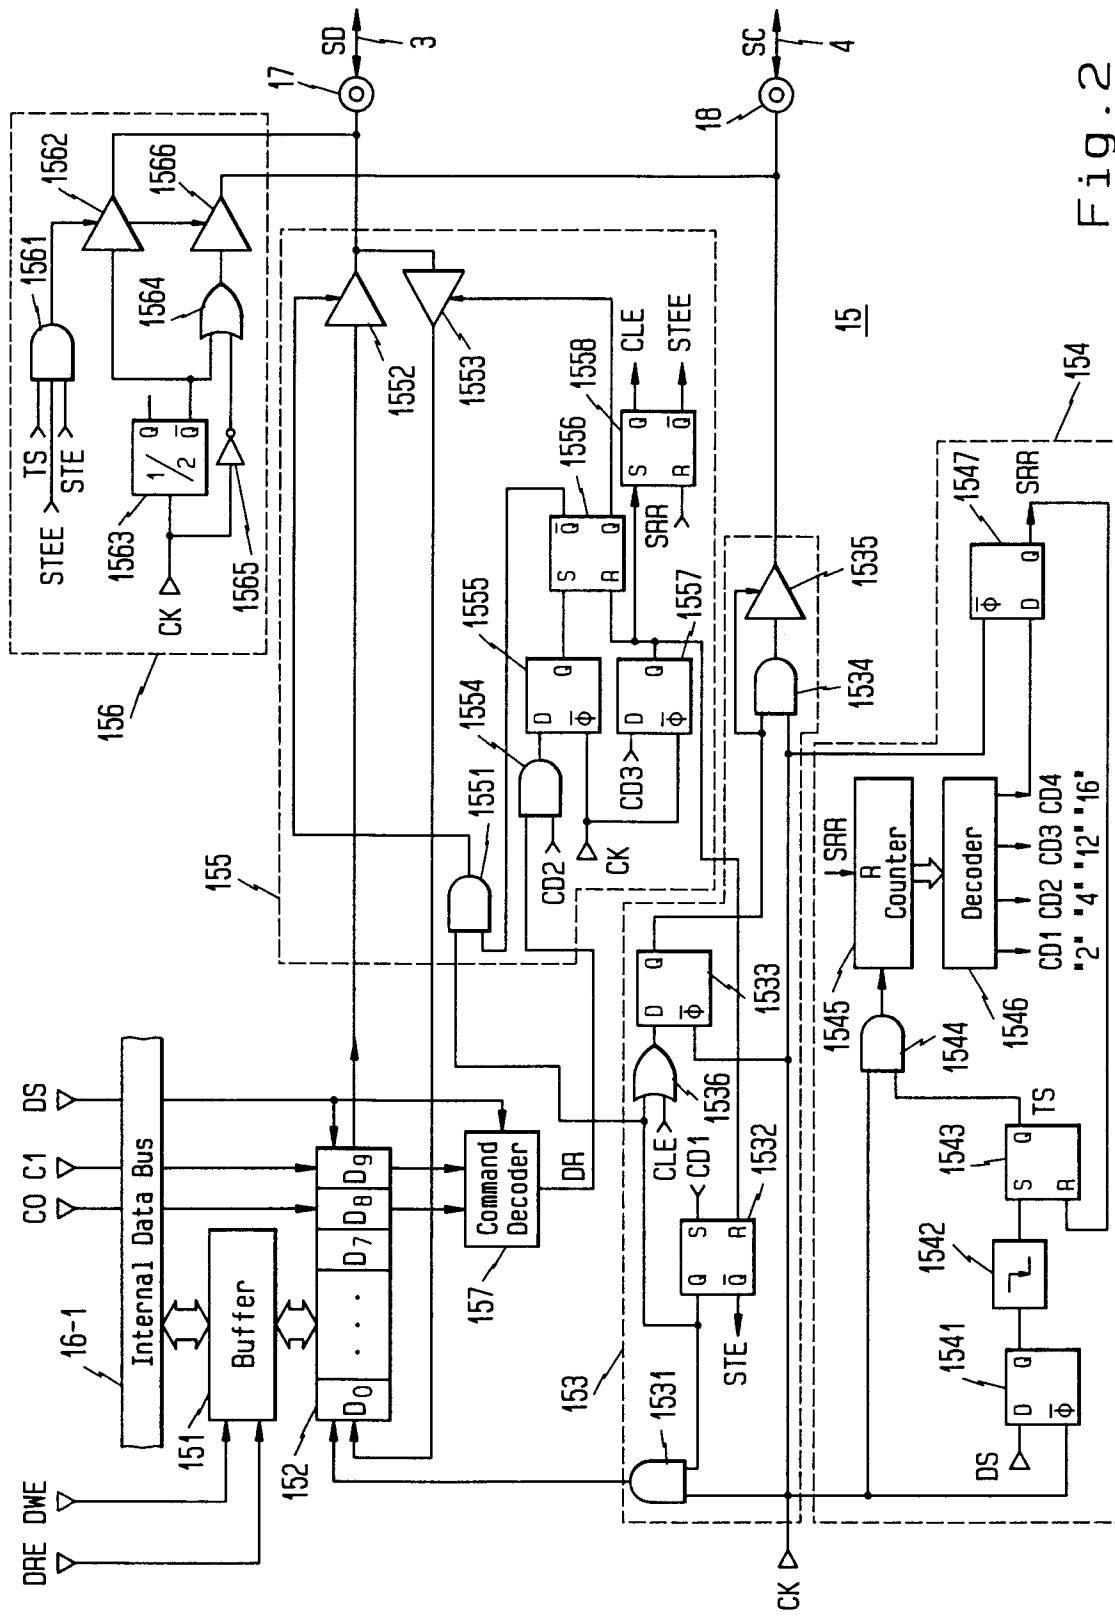 DRE
DWE
C0
C1
DS
16-1
Internal Data Bus
151
Buffer
152
D0
· · ·
D7
D8
D9
157
Command
Decoder
DR
156
STEE
TS
STE
1561
1562
1563
1/2
Q
Q̅
CK
1564
1565
1566
17
SD
3
155
1551
1552
1553
1554
CD2
CK
1555
D
Q
φ̅
1556
S
Q̅
R
Q
1557
CD3
D
Q
φ̅
1558
S
Q
R
Q̅
SRR
CLE
STEE
18
SC
4
15
153
1531
1532
Q
S
Q̅
R
STE
CD1
CLE
1536
1533
D
Q
φ̅
1534
1535
CK
154
DS
1541
D
Q
φ̅
1542
1543
S
Q
R
TS
1544
1545
SRR
R
Counter
1546
Decoder
CD1 CD2 CD3 CD4
"2" "4" "12" "16"
1547
φ̅
D
Q
SRR
Fig.2